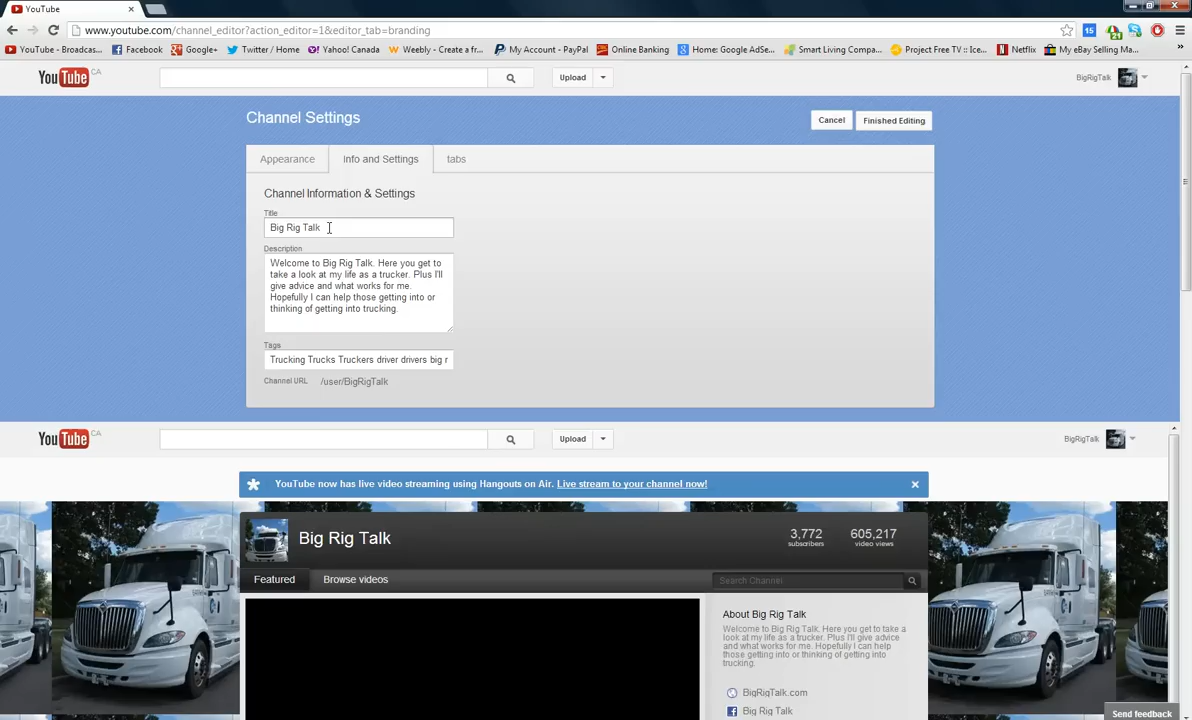 YouTube
www.youtube.com/channel_editor?action_editor=1&editor_tab=branding
YouTube - Broadcas...
Facebook
Google+
Twitter / Home
Yahoo! Canada
Weebly - Create a fr...
My Account - PayPal
Online Banking
Home: Google AdSe...
Smart Living Compa...
Project Free TV :: Ice...
Netflix
My eBay Selling Ma...
YouTube CA
Upload
BigRigTalk
Channel Settings
Cancel
Finished Editing
Appearance
Info and Settings
tabs
Channel Information & Settings
Title
Big Rig Talk
Description
Welcome to Big Rig Talk. Here you get to
take a look at my life as a trucker. Plus I'll
give advice and what works for me.
Hopefully I can help those getting into or
thinking of getting into trucking.
Tags
Trucking Trucks Truckers driver drivers big r
Channel URL /user/BigRigTalk
YouTube CA
Upload
BigRigTalk
YouTube now has live video streaming using Hangouts on Air. Live stream to your channel now!
Big Rig Talk
3,772
subscribers
605,217
video views
Featured
Browse videos
Search Channel
About Big Rig Talk
Welcome to Big Rig Talk. Here you get to take a
look at my life as a trucker. Plus I'll give advice
and what works for me. Hopefully I can help
those getting into or thinking of getting into
trucking.
BigRigTalk.com
Big Rig Talk
Send feedback